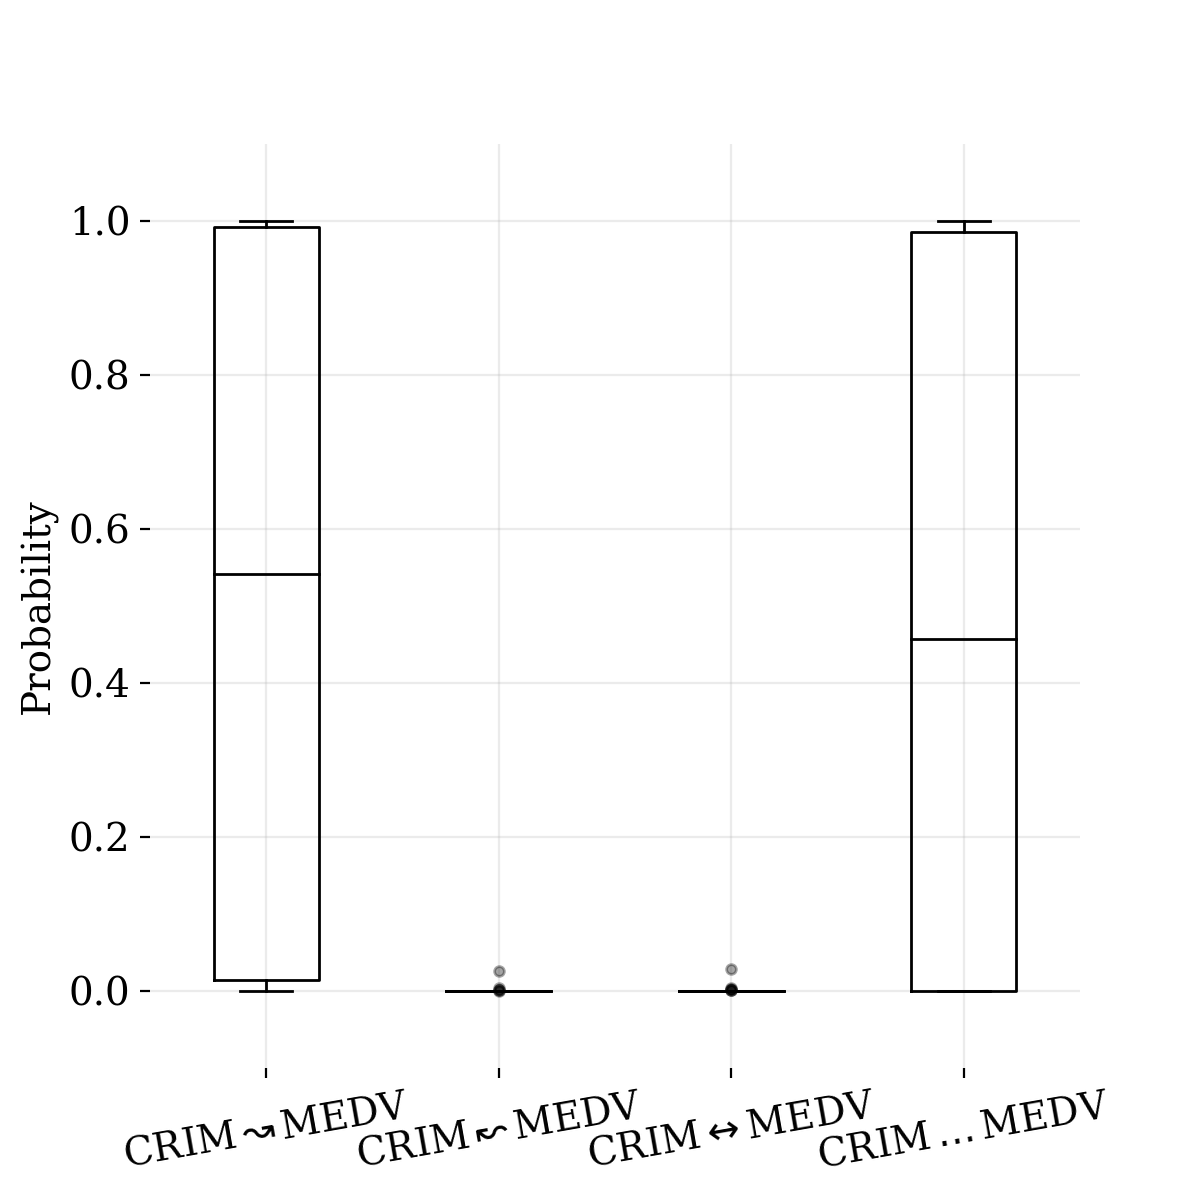 Probability
1.0
0.8
0.6
0.4
0.2
0.0
CRIM ⤳ MEDV
CRIM ⬿ MEDV
CRIM ↔ MEDV
CRIM … MEDV